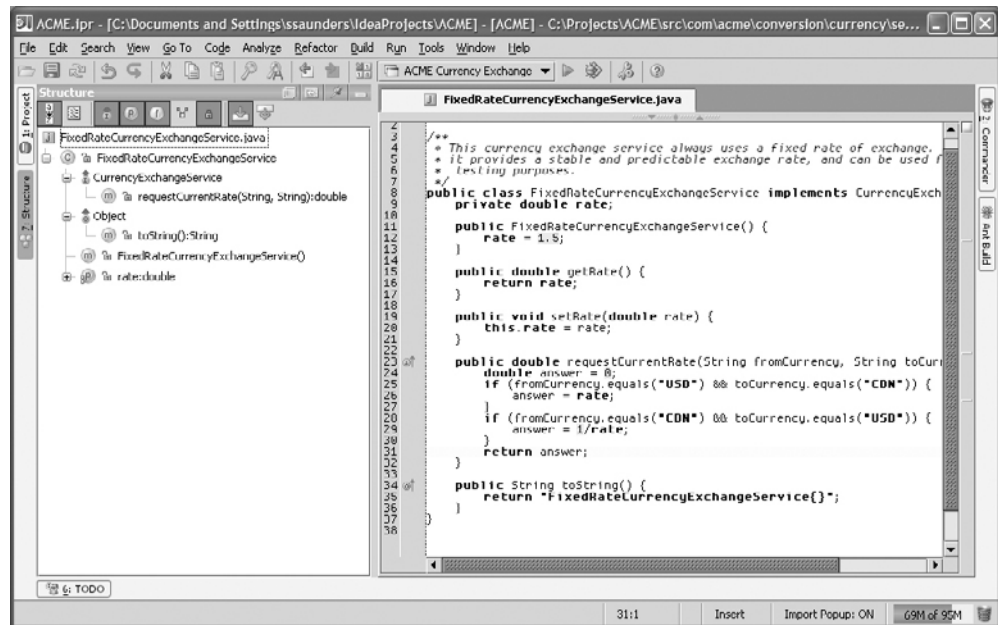 ACME.ipr - [C:\Documents and Settings\ssaunders\IdeaProjects\ACME] - [ACME] - C:\Projects\ACME\src\com\acme\conversion\currency\se...
File Edit Search View Go To Code Analyze Refactor Build Run Tools Window Help
ACME Currency Exchange
1: Project
7: Structure
Structure
FixedRateCurrencyExchangeService.java
FixedRateCurrencyExchangeService
CurrencyExchangeService
requestCurrentRate(String, String):double
Object
toString():String
FixedRateCurrencyExchangeService()
rate:double
FixedRateCurrencyExchangeService.java
2
3 /**
4 * This currency exchange service always uses a fixed rate of exchange.
5 * it provides a stable and predictable exchange rate, and can be used f
6 * testing purposes.
7 */
8 public class FixedRateCurrencyExchangeService implements CurrencyExch
9 private double rate;
10
11 public FixedRateCurrencyExchangeService() {
12 rate = 1.5;
13 }
14
15 public double getRate() {
16 return rate;
17 }
18
19 public void setRate(double rate) {
20 this.rate = rate;
21 }
22
23 public double requestCurrentRate(String fromCurrency, String toCurr
24 double answer = 0;
25 if (fromCurrency.equals("USD") && toCurrency.equals("CDN")) {
26 answer = rate;
27 }
28 if (fromCurrency.equals("CDN") && toCurrency.equals("USD")) {
29 answer = 1/rate;
30 }
31 return answer;
32 }
33
34 public String toString() {
35 return "FixedRateCurrencyExchangeService{}";
36 }
37 }
38
2: Commander
Ant Build
6: TODO
31:1 Insert Import Popup: ON 69M of 95M